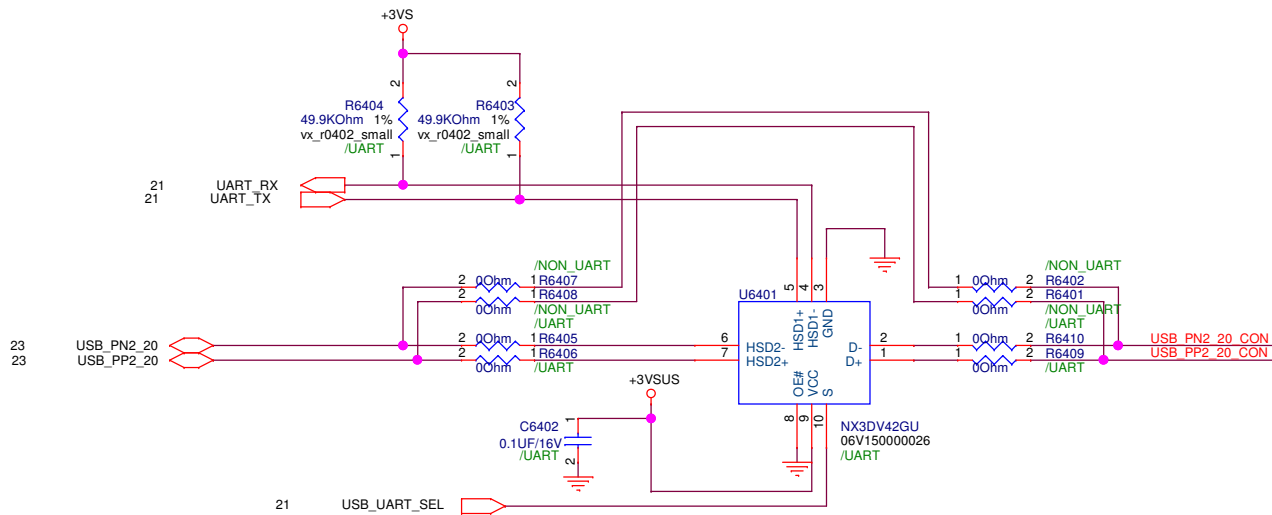 +3VS
2
2
R6404
49.9KOhm 1%
vx_r0402_small
/UART
1
R6403
49.9KOhm 1%
vx_r0402_small
/UART
1
21 UART_RX
21 UART_TX
/NON_UART
2 0Ohm 1 R6407
2 0Ohm 1 R6408
/NON_UART
/UART
2 0Ohm 1 R6405
2 0Ohm 1 R6406
/UART
23 USB_PN2_20
23 USB_PP2_20
U6401
5 4 3
HSD1+ HSD1- GND
6 HSD2-
7 HSD2+
D- 2
D+ 1
OE# VCC S
8 9 10
NX3DV42GU
06V150000026
/UART
/NON_UART
1 0Ohm 2 R6402
1 0Ohm 2 R6401
/NON_UART
/UART
1 0Ohm 2 R6410
1 0Ohm 2 R6409
/UART
USB_PN2_20_CON
USB_PP2_20_CON
+3VSUS
1
C6402
0.1UF/16V
/UART
2
21 USB_UART_SEL